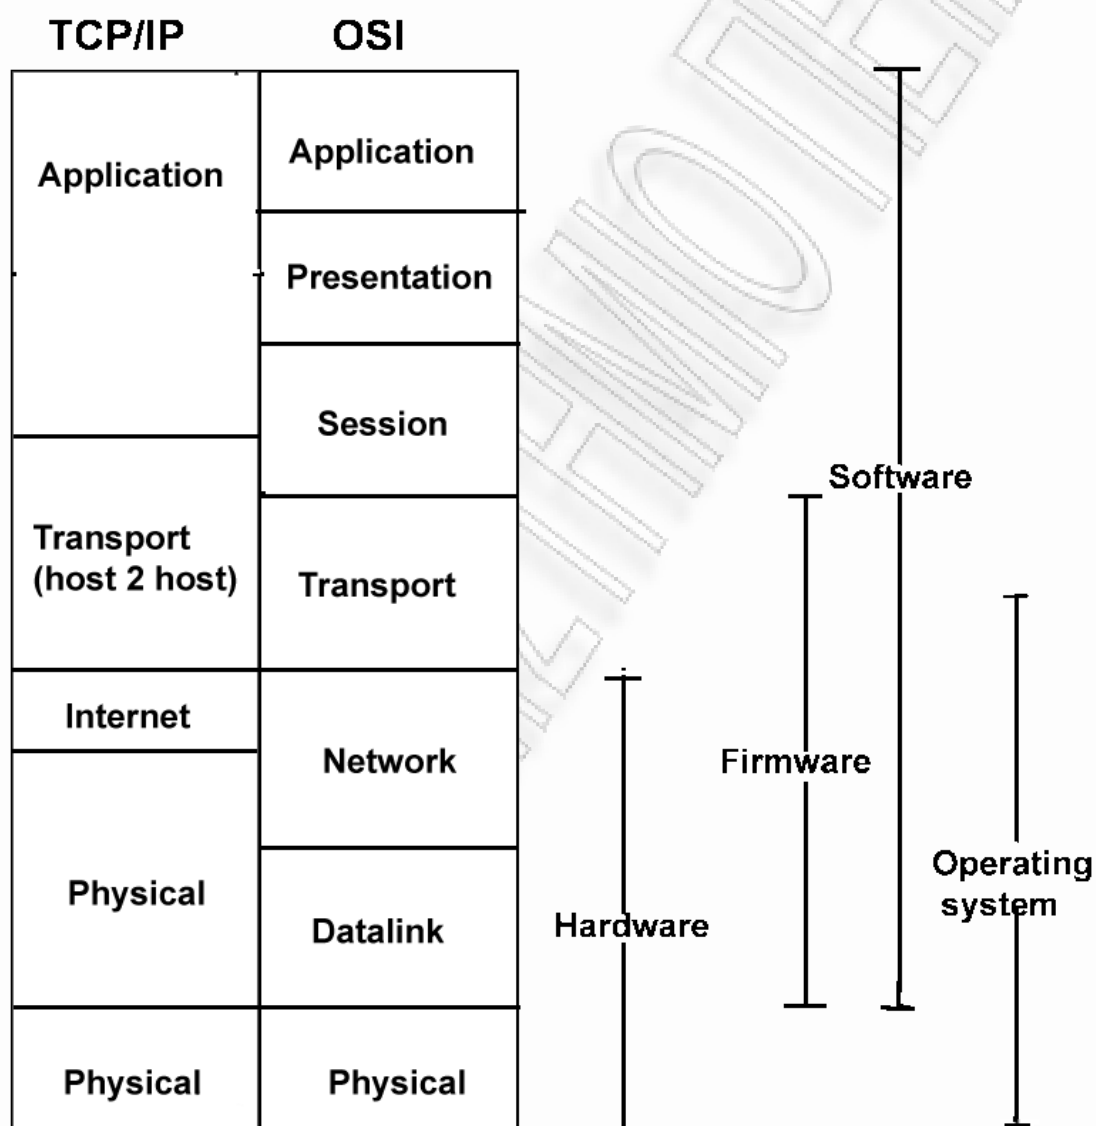 TCP/IP
OSI
Application
Application
Presentation
Session
Transport
(host 2 host)
Transport
Internet
Network
Physical
Datalink
Physical
Physical
Software
Firmware
Operating
system
Hardware